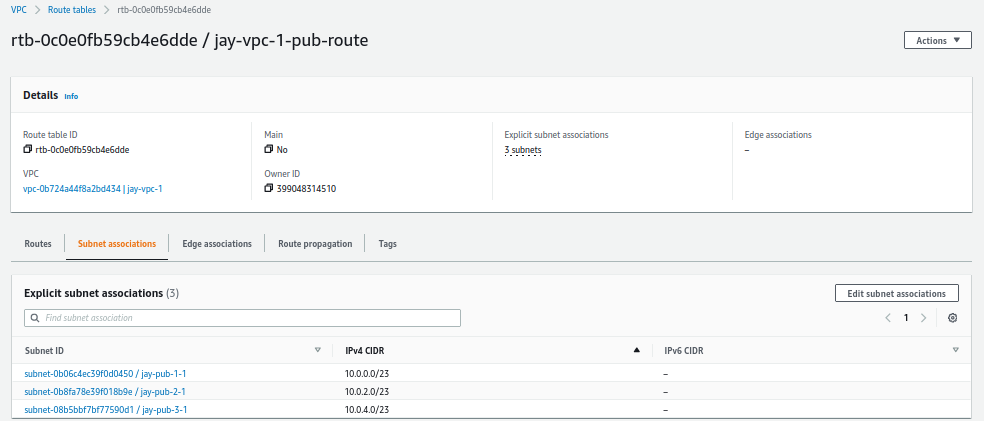 VPC > Route tables > rtb-0c0e0fb59cb4e6dde
rtb-0c0e0fb59cb4e6dde / jay-vpc-1-pub-route
Actions
Details Info
Route table ID
rtb-0c0e0fb59cb4e6dde
Main
No
Explicit subnet associations
3 subnets
Edge associations
–
VPC
vpc-0b724a44f8a2bd434 | jay-vpc-1
Owner ID
399048314510
Routes Subnet associations Edge associations Route propagation Tags
Explicit subnet associations (3)
Edit subnet associations
Find subnet association
1
Subnet ID IPv4 CIDR IPv6 CIDR
subnet-0b06c4ec39f0d0450 / jay-pub-1-1 10.0.0.0/23 –
subnet-0b8fa78e39f018b9e / jay-pub-2-1 10.0.2.0/23 –
subnet-08b5bbf7bf77590d1 / jay-pub-3-1 10.0.4.0/23 –